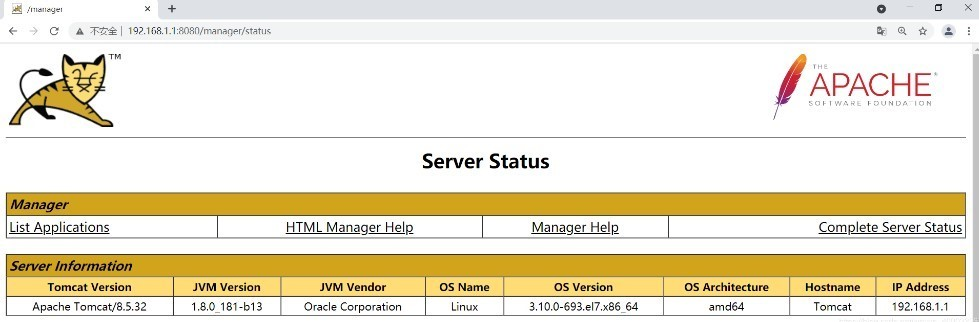 /manager
不安全 | 192.168.1.1:8080/manager/status
TM
THE
APACHE®
SOFTWARE FOUNDATION
Server Status
Manager
List Applications HTML Manager Help Manager Help Complete Server Status
Server Information
Tomcat Version JVM Version JVM Vendor OS Name OS Version OS Architecture Hostname IP Address
Apache Tomcat/8.5.32 1.8.0_181-b13 Oracle Corporation Linux 3.10.0-693.el7.x86_64 amd64 Tomcat 192.168.1.1